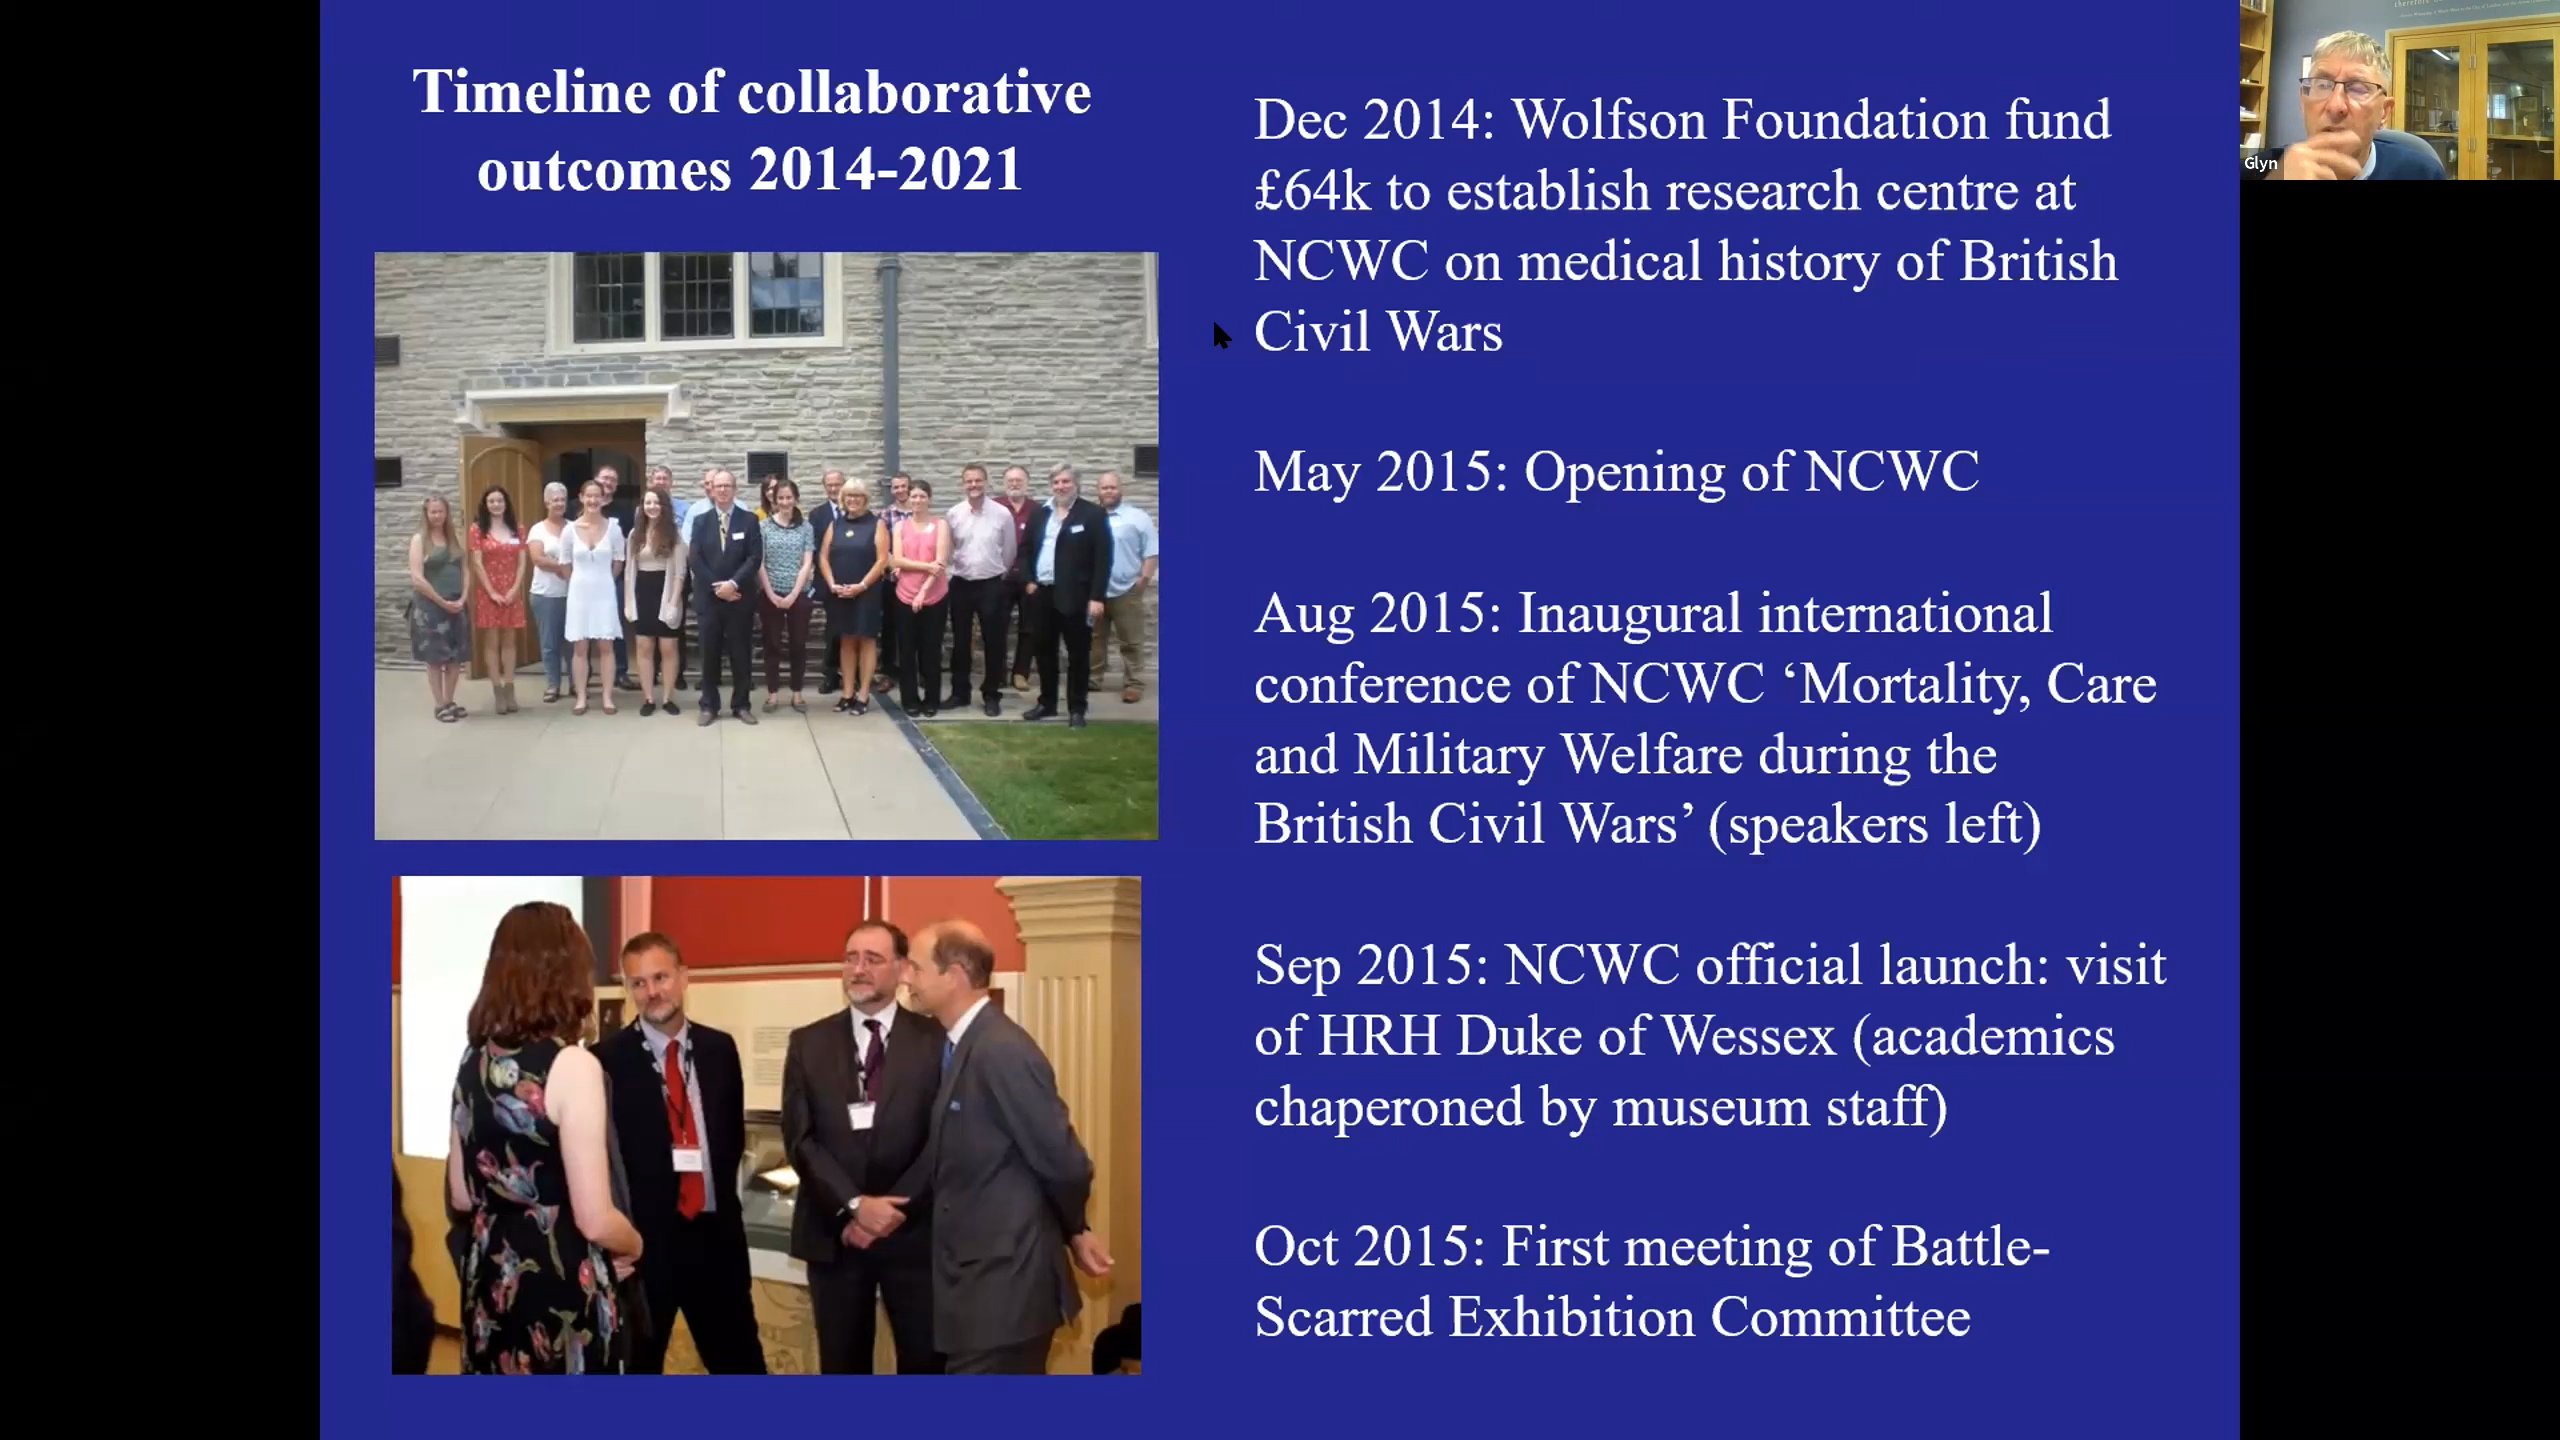 Timeline of collaborative
outcomes 2014-2021
Dec 2014: Wolfson Foundation fund
£64k to establish research centre at
NCWC on medical history of British
Civil Wars
May 2015: Opening of NCWC
Aug 2015: Inaugural international
conference of NCWC ‘Mortality, Care
and Military Welfare during the
British Civil Wars’ (speakers left)
Sep 2015: NCWC official launch: visit
of HRH Duke of Wessex (academics
chaperoned by museum staff)
Oct 2015: First meeting of Battle-
Scarred Exhibition Committee
therefore
Glyn